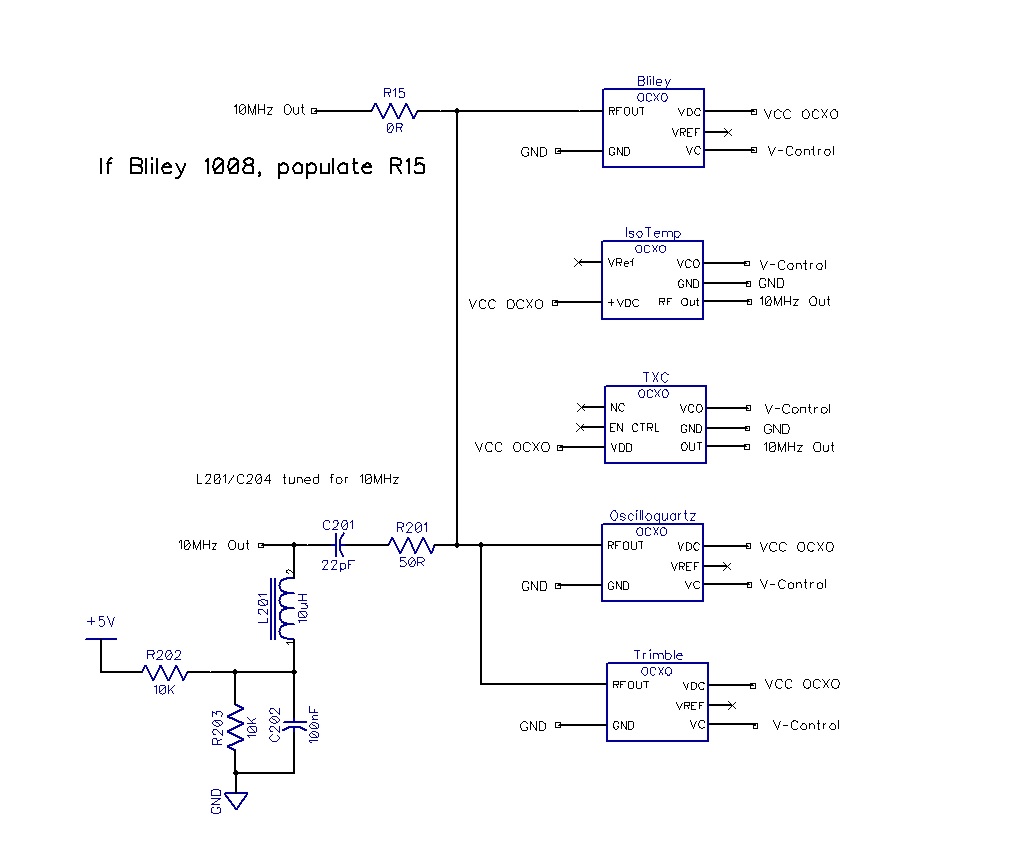 Bliley
OCXO
R15
10MHz Out
0R
RFOUT
VDC
VCC OCXO
VREF
GND
GND
VC
V-Control
If Bliley 1008, populate R15
IsoTemp
OCXO
VRef
VCO
V-Control
GND
GND
VCC OCXO
+VDC
RF Out
10MHz Out
TXC
OCXO
NC
VCO
V-Control
EN CTRL
GND
GND
VCC OCXO
VDD
OUT
10MHz Out
L201/C204 tuned for 10MHz
Oscilloquartz
OCXO
C201
R201
10MHz Out
22pF
50R
RFOUT
VDC
VCC OCXO
VREF
GND
GND
VC
V-Control
2
L201
10uH
1
+5V
R202
10K
Trimble
OCXO
RFOUT
VDC
VCC OCXO
VREF
GND
GND
VC
V-Control
R203
10K
C202
100nF
GND